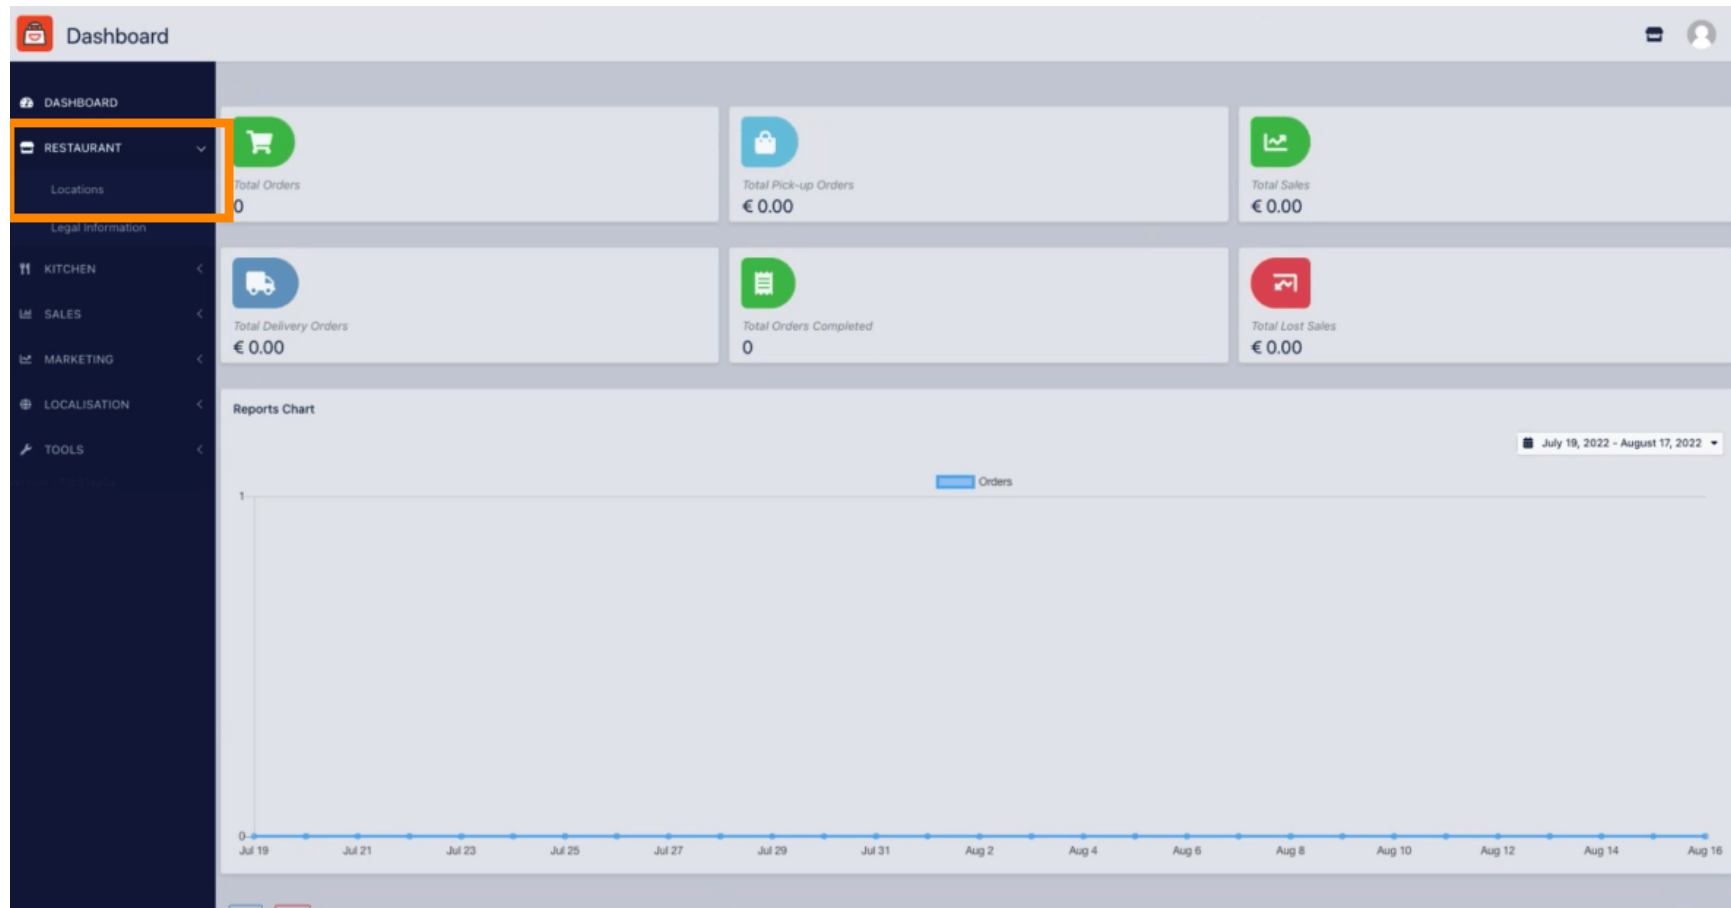 Dashboard
DASHBOARD
RESTAURANT
Locations
Legal Information
KITCHEN
SALES
MARKETING
LOCALISATION
TOOLS
Total Orders
0
Total Pick-up Orders
€ 0.00
Total Sales
€ 0.00
Total Delivery Orders
€ 0.00
Total Orders Completed
0
Total Lost Sales
€ 0.00
Reports Chart
July 19, 2022 - August 17, 2022
Orders
1
0
Jul 19 Jul 21 Jul 23 Jul 25 Jul 27 Jul 29 Jul 31 Aug 2 Aug 4 Aug 6 Aug 8 Aug 10 Aug 12 Aug 14 Aug 16